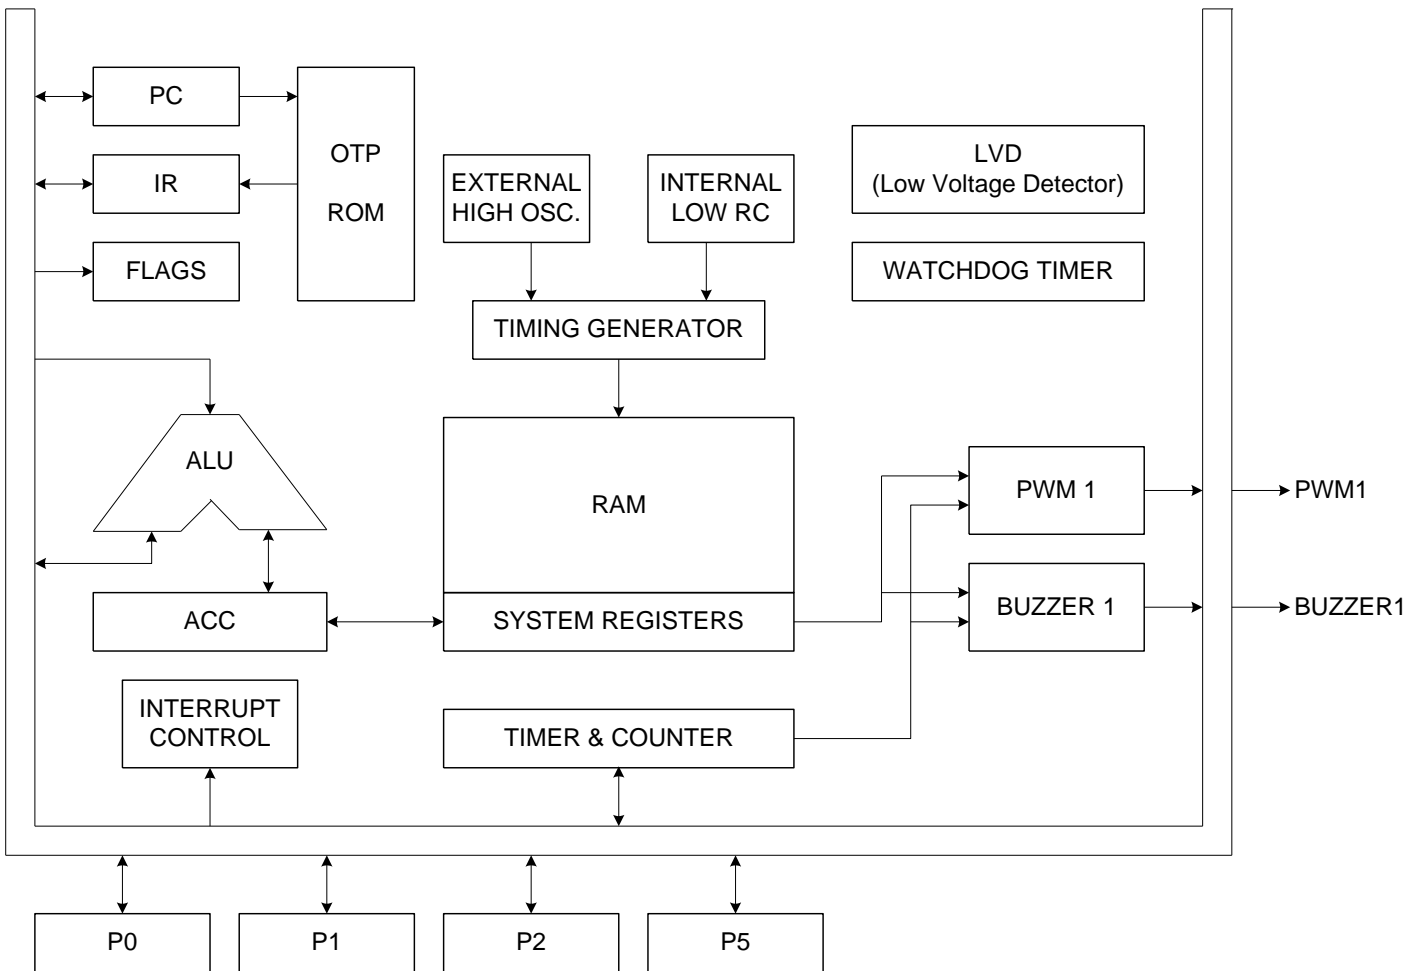 PC
OTP
ROM
IR
FLAGS
EXTERNAL
HIGH OSC.
INTERNAL
LOW RC
LVD
(Low Voltage Detector)
WATCHDOG TIMER
TIMING GENERATOR
ALU
RAM
PWM 1
PWM1
ACC
SYSTEM REGISTERS
BUZZER 1
BUZZER1
INTERRUPT
CONTROL
TIMER & COUNTER
P0
P1
P2
P5